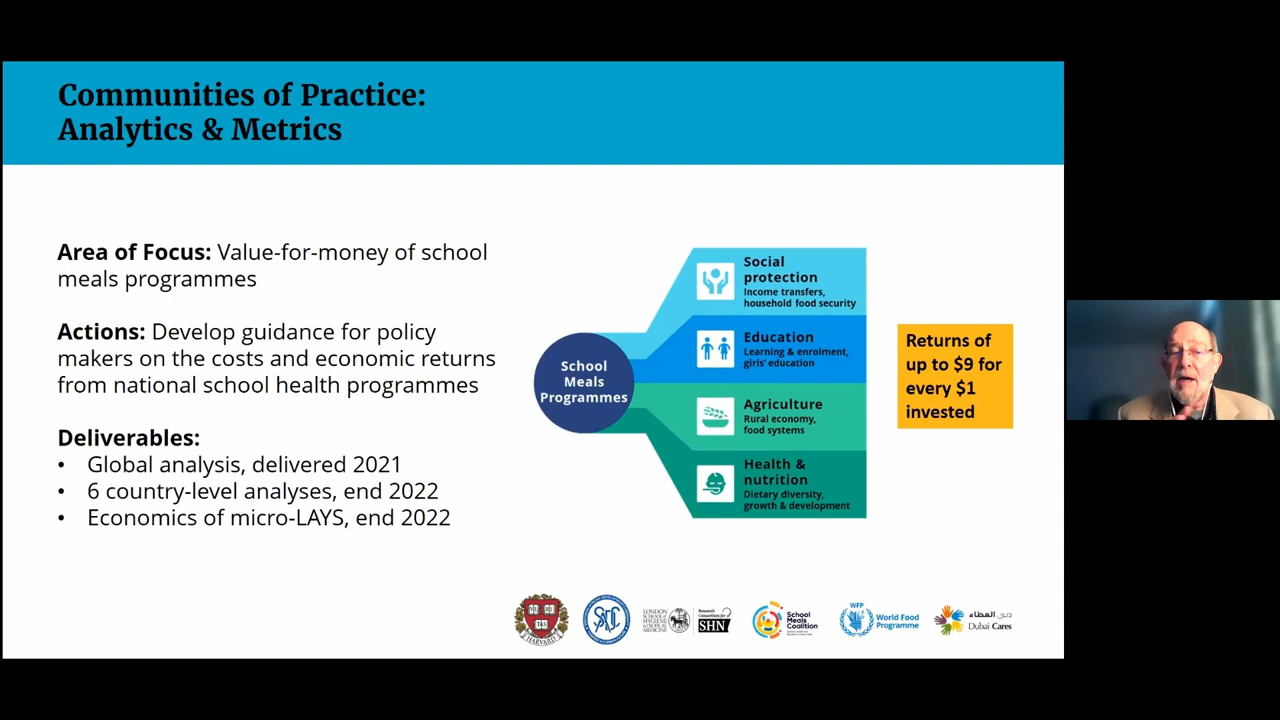 Communities of Practice:
Analytics & Metrics
Area of Focus: Value-for-money of school
meals programmes
Actions: Develop guidance for policy
makers on the costs and economic returns
from national school health programmes
Deliverables:
• Global analysis, delivered 2021
• 6 country-level analyses, end 2022
• Economics of micro-LAYS, end 2022
School
Meals
Programmes
Social
protection
Income transfers,
household food security
Education
Learning & enrolment,
girls' education
Agriculture
Rural economy,
food systems
Health &
nutrition
Dietary diversity,
growth & development
Returns of
up to $9 for
every $1
invested
HARVARD
LONDON
SCHOOL of
HYGIENE
& TROPICAL
MEDICINE
Research
Consortium for
SHN
School
Meals
Coalition
WFP
World Food
Programme
دبي العطاء
Dubai Cares